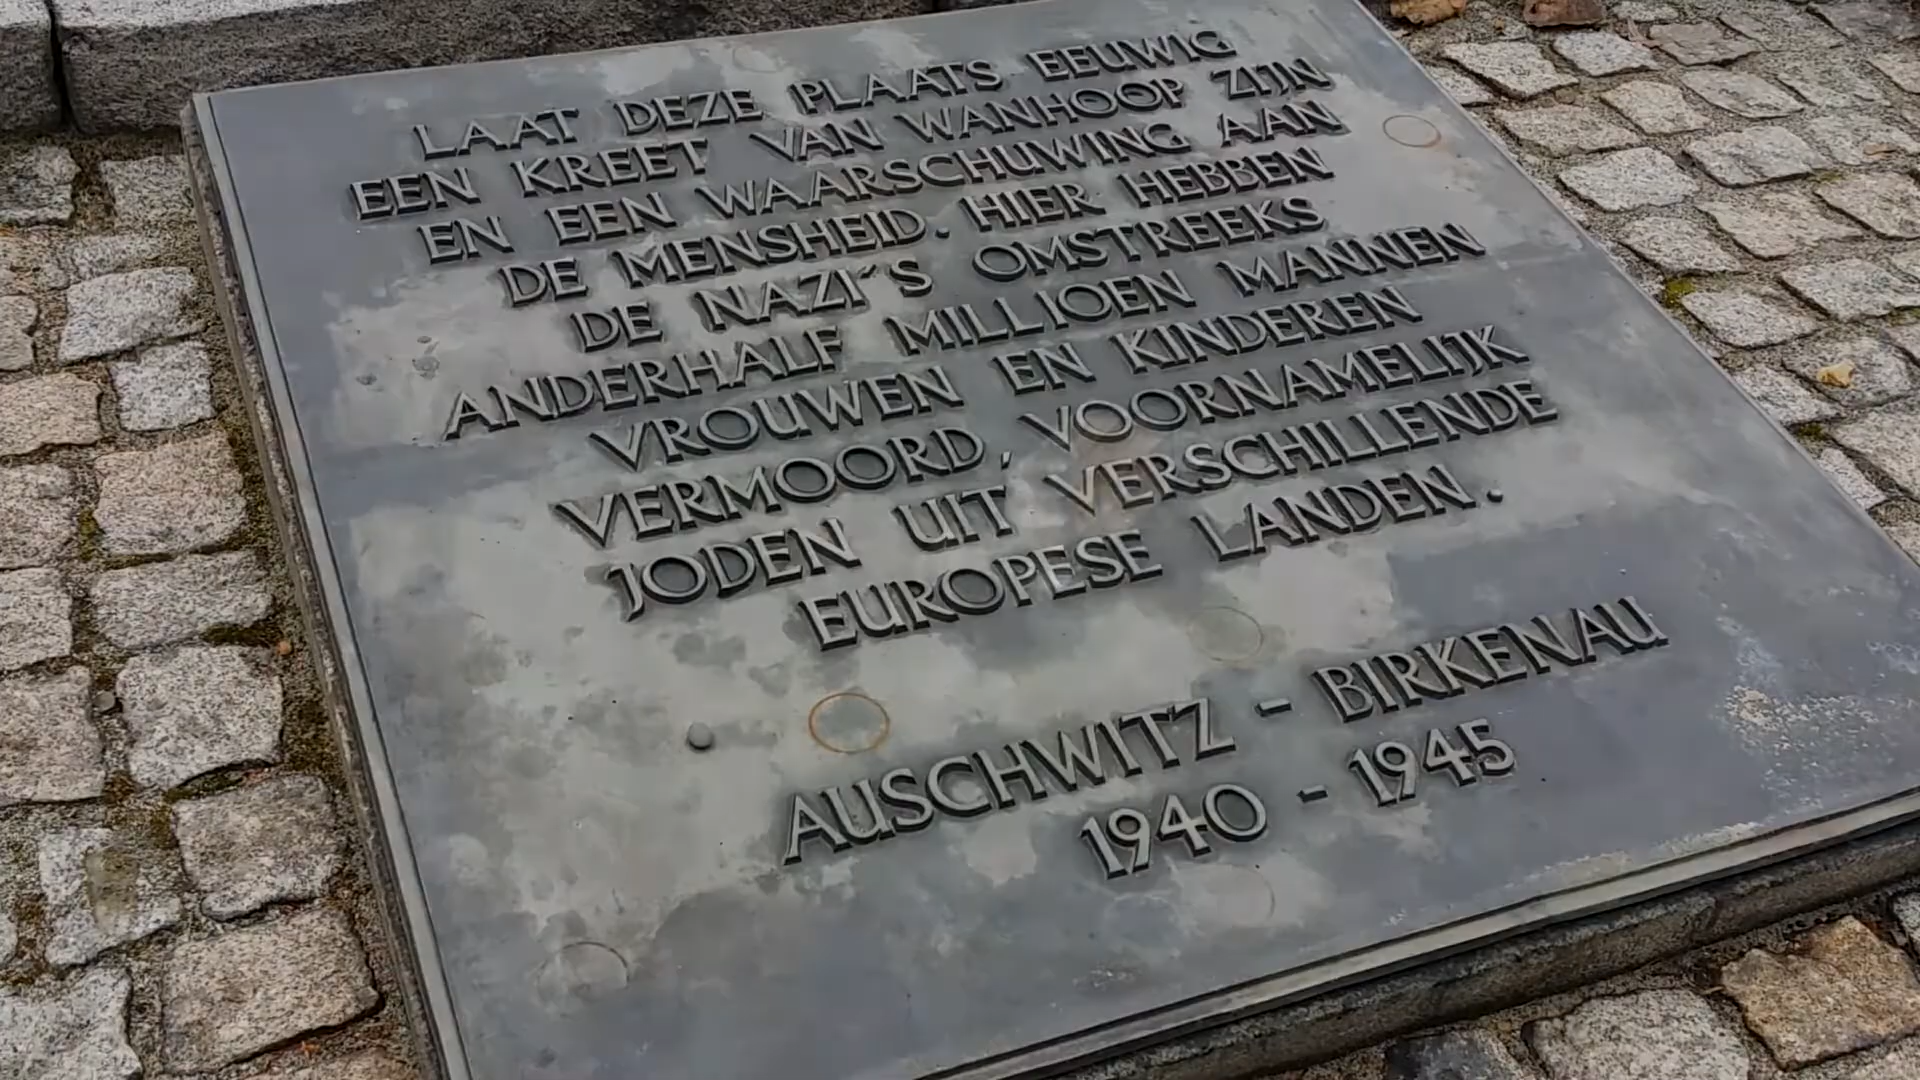 LAAT DEZE PLAATS EEUWIG
EEN KREET VAN WANHOOP ZIJN
EN EEN WAARSCHUWING AAN
DE MENSHEID. HIER HEBBEN
DE NAZI´S OMSTREEKS
ANDERHALF MILLIOEN MANNEN
VROUWEN EN KINDEREN
VERMOORD, VOORNAMELIJK
JODEN UIT VERSCHILLENDE
EUROPESE LANDEN.
AUSCHWITZ - BIRKENAU
1940 - 1945